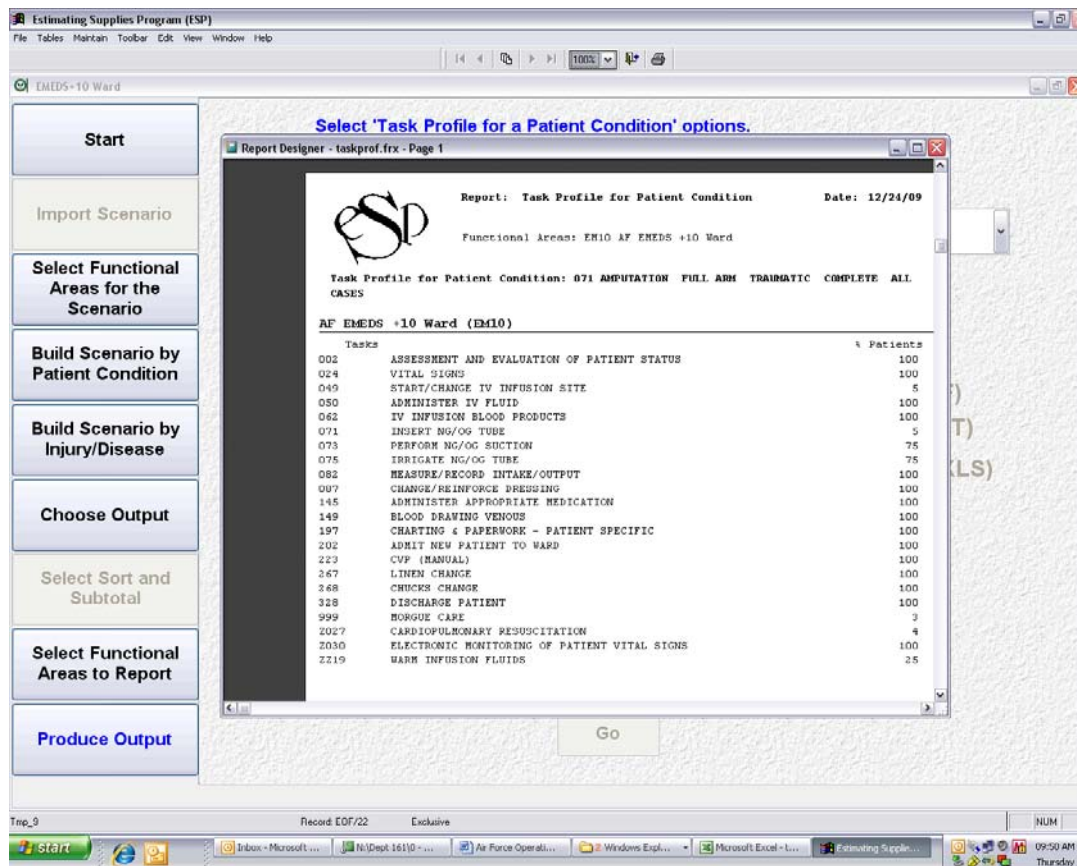 Estimating Supplies Program (ESP)
File Tables Maintain Toolbar Edit View Window Help
100%
EMEDS+10 Ward
Start
Import Scenario
Select Functional
Areas for the
Scenario
Build Scenario by
Patient Condition
Build Scenario by
Injury/Disease
Choose Output
Select Sort and
Subtotal
Select Functional
Areas to Report
Produce Output
Select 'Task Profile for a Patient Condition' options.
Report Designer - taskprof.frx - Page 1
esp
Report: Task Profile for Patient Condition Date: 12/24/09
Functional Areas: EM10 AF EMEDS +10 Ward
Task Profile for Patient Condition: 071 AMPUTATION FULL ARM TRAUMATIC COMPLETE ALL
CASES
AF EMEDS +10 Ward (EM10)
Tasks % Patients
002 ASSESSMENT AND EVALUATION OF PATIENT STATUS 100
024 VITAL SIGNS 100
049 START/CHANGE IV INFUSION SITE 5
050 ADMINISTER IV FLUID 100
062 IV INFUSION BLOOD PRODUCTS 100
071 INSERT NG/OG TUBE 5
073 PERFORM NG/OG SUCTION 75
075 IRRIGATE NG/OG TUBE 75
082 MEASURE/RECORD INTAKE/OUTPUT 100
087 CHANGE/REINFORCE DRESSING 100
145 ADMINISTER APPROPRIATE MEDICATION 100
149 BLOOD DRAWING VENOUS 100
197 CHARTING & PAPERWORK - PATIENT SPECIFIC 100
202 ADMIT NEW PATIENT TO WARD 100
223 CVP (MANUAL) 100
267 LINEN CHANGE 100
268 CHUCKS CHANGE 100
328 DISCHARGE PATIENT 100
999 MORGUE CARE 3
Z027 CARDIOPULMONARY RESUSCITATION 4
Z030 ELECTRONIC MONITORING OF PATIENT VITAL SIGNS 100
ZZ19 WARM INFUSION FLUIDS 25
)
T)
LS)
Go
Tmp_9 Record: EOF/22 Exclusive NUM
start Inbox - Microsoft ... N:\Dept 161\0 - ... Air Force Operati... 2 Windows Expl... Microsoft Excel - L... Estimating Supplie... 09:50 AM
Thursday